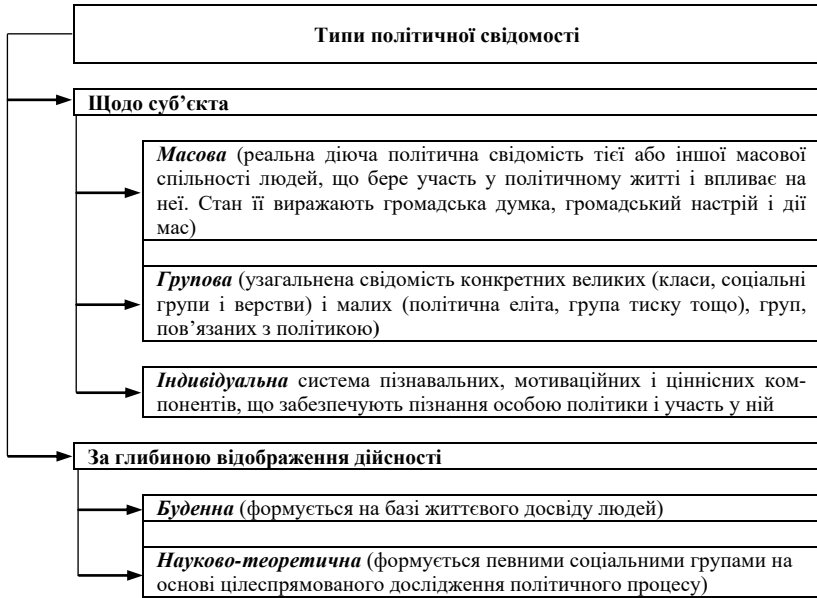 Типи політичної свідомості
Щодо суб’єкта
Масова (реальна діюча політична свідомість тієї або іншої масової
спільності людей, що бере участь у політичному житті і впливає на
неї. Стан її виражають громадська думка, громадський настрій і дії
мас)
Групова (узагальнена свідомість конкретних великих (класи, соціальні
групи і верстви) і малих (політична еліта, група тиску тощо), груп,
пов’язаних з політикою)
Індивідуальна система пізнавальних, мотиваційних і ціннісних ком-
понентів, що забезпечують пізнання особою політики і участь у ній
За глибиною відображення дійсності
Буденна (формується на базі життєвого досвіду людей)
Науково-теоретична (формується певними соціальними групами на
основі цілеспрямованого дослідження політичного процесу)